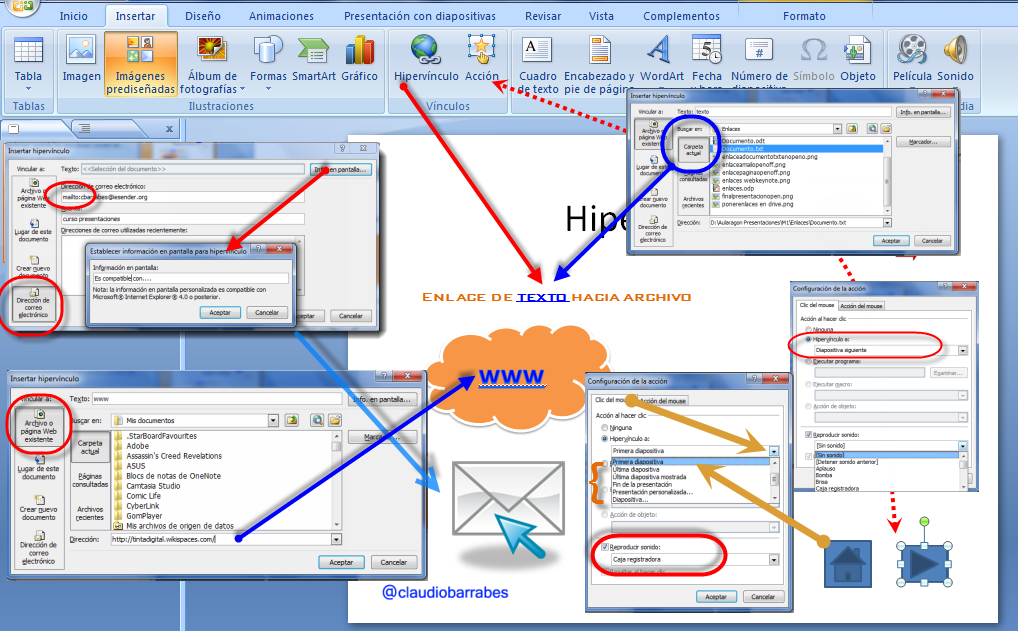 Inicio Insertar Diseño Animaciones Presentación con diapositivas Revisar Vista Complementos Formato
Tabla Imagen Imágenes prediseñadas Álbum de fotografías Formas SmartArt Gráfico Hipervínculo Acción Cuadro de texto Encabezado y pie de página WordArt Fecha Número de Símbolo Objeto Película Sonido
Tablas Ilustraciones Vínculos
Insertar hipervínculo
Vincular a: Texto: <<Selección del documento>> Info. en pantalla...
Archivo o página Web existente
Dirección de correo electrónico:
mailto:
@esender.org
Lugar de este documento
curso presentaciones
Direcciones de correo utilizadas recientemente:
Crear nuevo documento
Dirección de correo electrónico
Aceptar Cancelar
Establecer información en pantalla para hipervínculo
Información en pantalla:
Es compatible con....
Nota: la información en pantalla personalizada es compatible con
Microsoft® Internet Explorer® 4.0 o posterior.
Aceptar Cancelar
Insertar hipervínculo
Vincular a: Texto: texto Info. en pantalla...
Archivo o página Web existente
Buscar en: Enlaces
Marcador...
Carpeta actual
Documento.odt
Documento.txt
enlaceadocumentotxtenopeno.png
enlacemailopenoff.png
enlacepaginaopenoff.png
enlaces webkeynote.png
enlaces.odp
finalpresentacionopen.png
ponerenlaces en drive.png
Lugar de este documento
consultadas
Crear nuevo documento
Archivos recientes
Dirección de correo electrónico
Dirección: D:\Aularagon Presentaciones\M1\Enlaces\Documento.txt
Aceptar Cancelar
Hipe
Enlace de texto hacia archivo
www
Insertar hipervínculo
Vincular a: Texto: www Info. en pantalla...
Archivo o página Web existente
Buscar en: Mis documentos
Carpeta actual
.StarBoardFavourites
Adobe
Assassin's Creed Revelations
ASUS
Blocs de notas de OneNote
Camtasia Studio
Comic Life
CyberLink
GomPlayer
Mis archivos de origen de datos
Lugar de este documento
Páginas consultadas
Crear nuevo documento
Archivos recientes
Dirección de correo electrónico
Dirección: http://tintadigital.wikispaces.com/
Aceptar Cancelar
@claudiobarrabes
Configuración de la acción
Clic del mouse Acción del mouse
Acción al hacer clic
Ninguna
Hipervínculo a:
Primera diapositiva
Primera diapositiva
Última diapositiva
Última diapositiva mostrada
Fin de la presentación
Presentación personalizada...
Diapositiva...
Acción de objeto:
Reproducir sonido:
Caja registradora
Aceptar Cancelar
Configuración de la acción
Clic del mouse Acción del mouse
Acción al hacer clic
Ninguna
Hipervínculo a:
Diapositiva siguiente
Ejecutar programa:
Examinar...
Ejecutar macro:
Acción de objeto:
Reproducir sonido:
[Sin sonido]
[Sin sonido]
[Detener sonido anterior]
Aplauso
Bomba
Brisa
Caja registradora